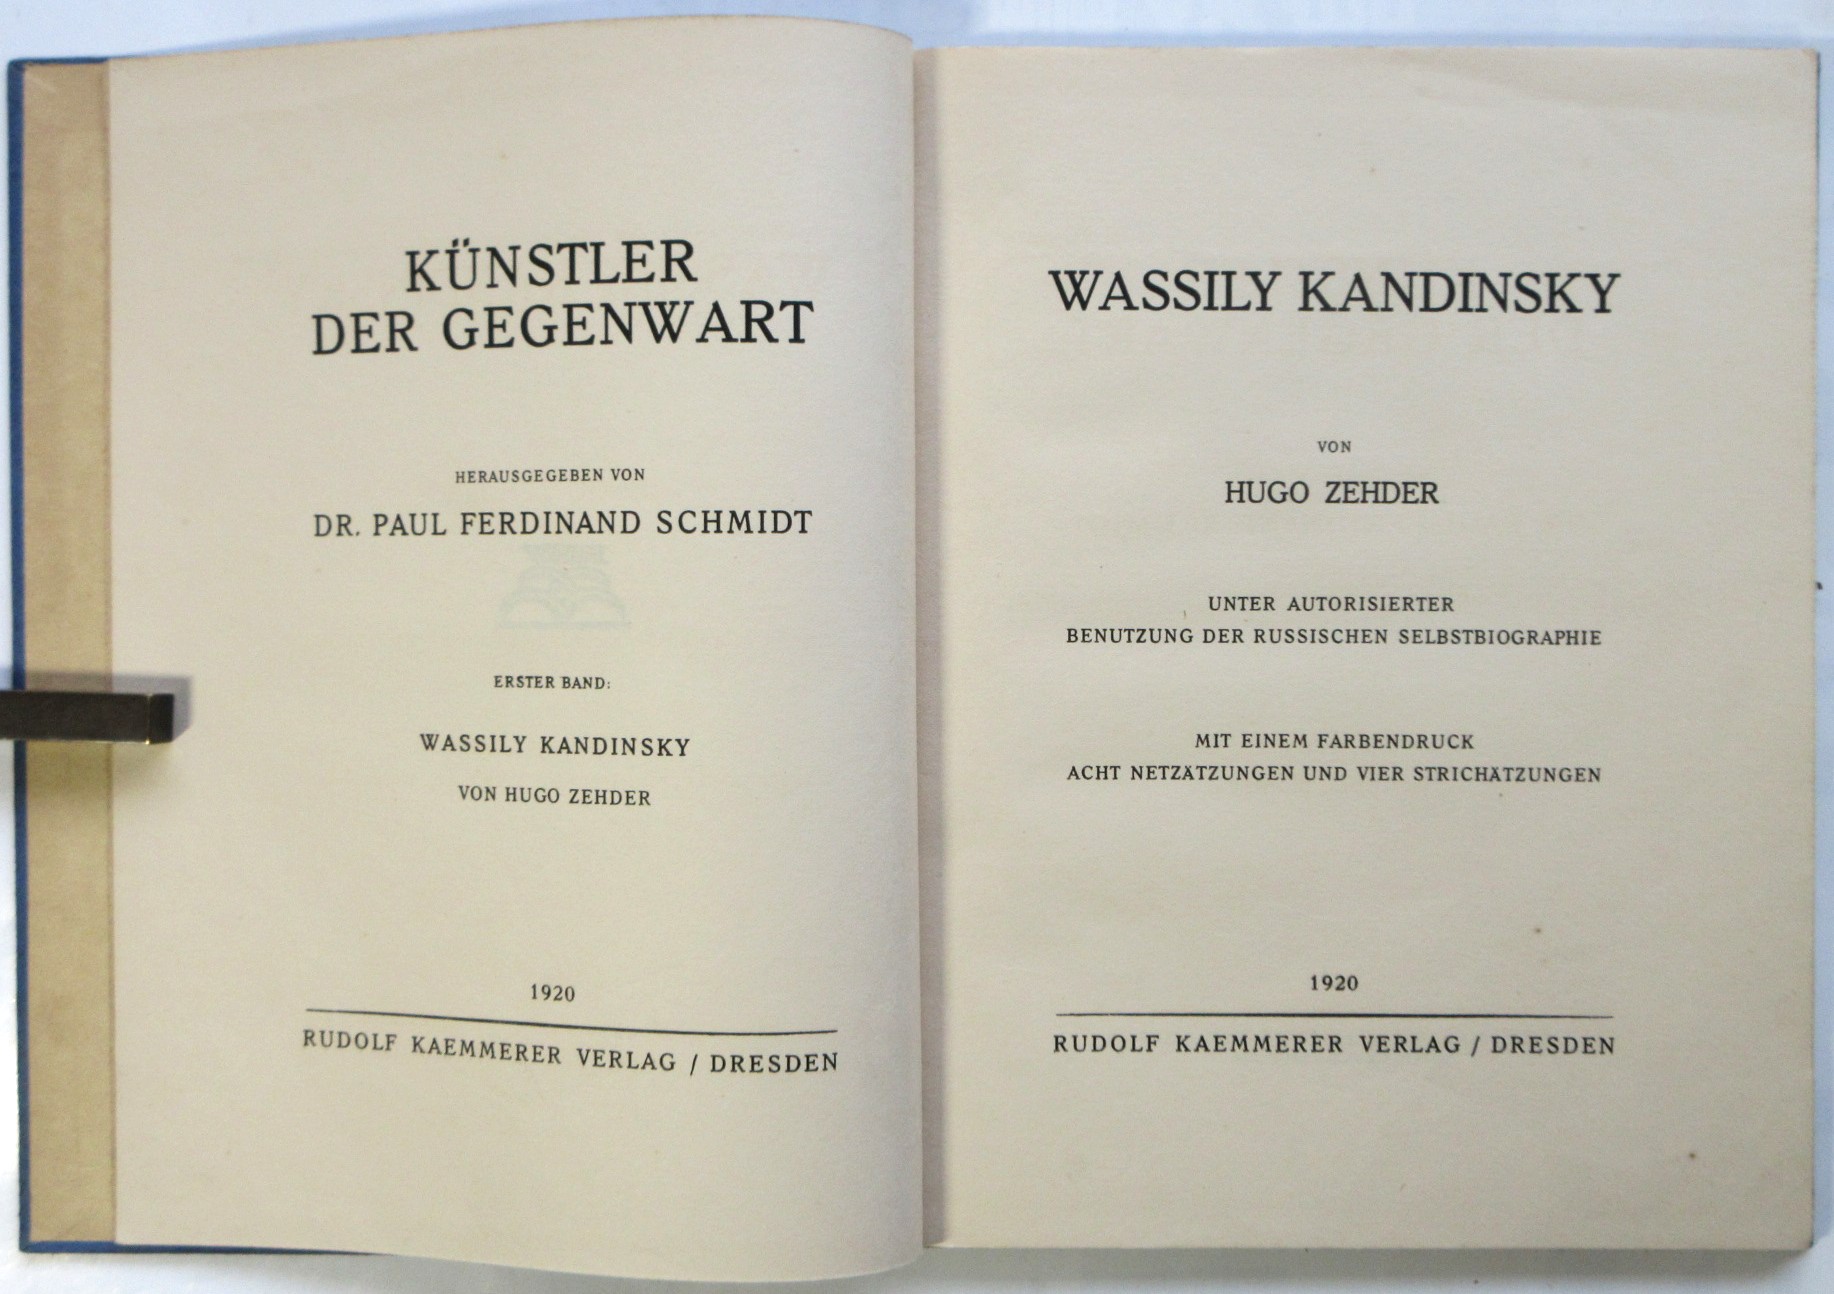 KÜNSTLER
DER GEGENWART
HERAUSGEGEBEN VON
DR. PAUL FERDINAND SCHMIDT
ERSTER BAND:
WASSILY KANDINSKY
VON HUGO ZEHDER
1920
RUDOLF KAEMMERER VERLAG / DRESDEN
WASSILY KANDINSKY
VON
HUGO ZEHDER
UNTER AUTORISIERTER
BENUTZUNG DER RUSSISCHEN SELBSTBIOGRAPHIE
MIT EINEM FARBENDRUCK
ACHT NETZÄTZUNGEN UND VIER STRICHÄTZUNGEN
1920
RUDOLF KAEMMERER VERLAG / DRESDEN